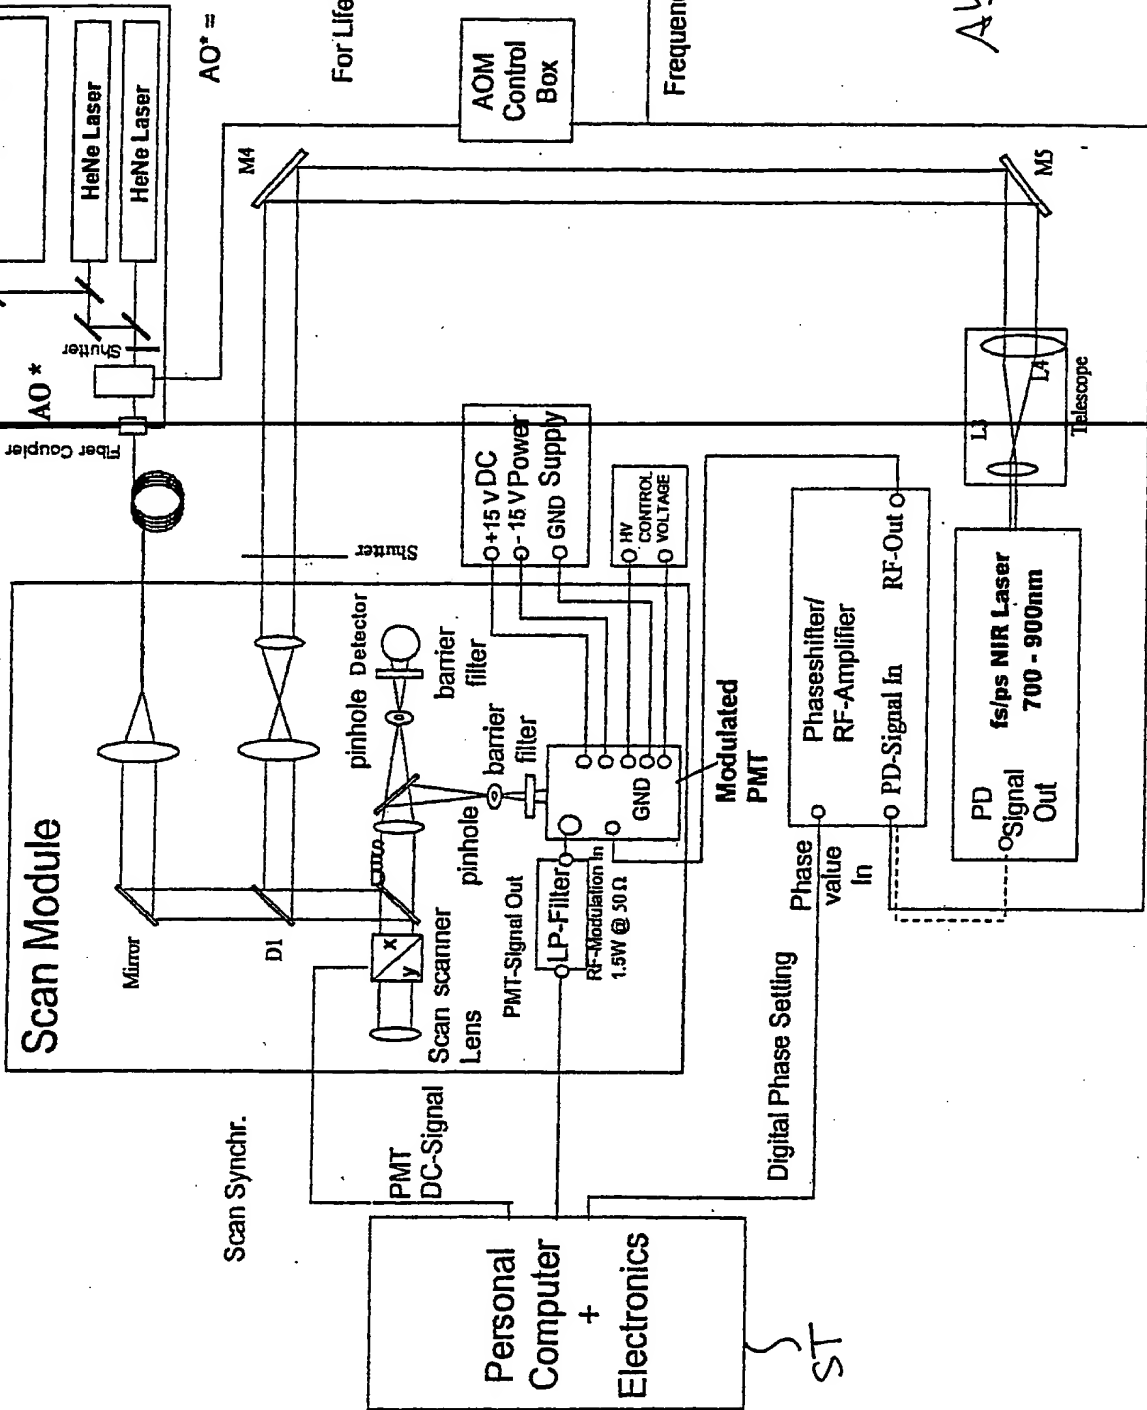 Scan Module
Mirror
D1
Scan scanner
Lens
x
y
pinhole Detector
barrier
filter
pinhole
barrier
filter
PMT-Signal Out
LP-Filter
RF-Modulation In
1.5W @ 50 Ω
GND
Modulated
PMT
Shutter
Fiber Coupler
AO *
Shutter
HeNe Laser
HeNe Laser
AO* =
For Life
M4
AOM
Control
Box
Frequenc
M5
+15 V DC
- 15 V Power
GND Supply
HV
CONTROL
VOLTAGE
Scan Synchr.
PMT
DC-Signal
Personal
Computer
+
Electronics
ST
Digital Phase Setting
Phase
value
In
Phaseshifter/
RF-Amplifier
PD-Signal In
RF-Out
PD
Signal
Out
fs/ps NIR Laser
700 - 900nm
L3
L4
Telescope